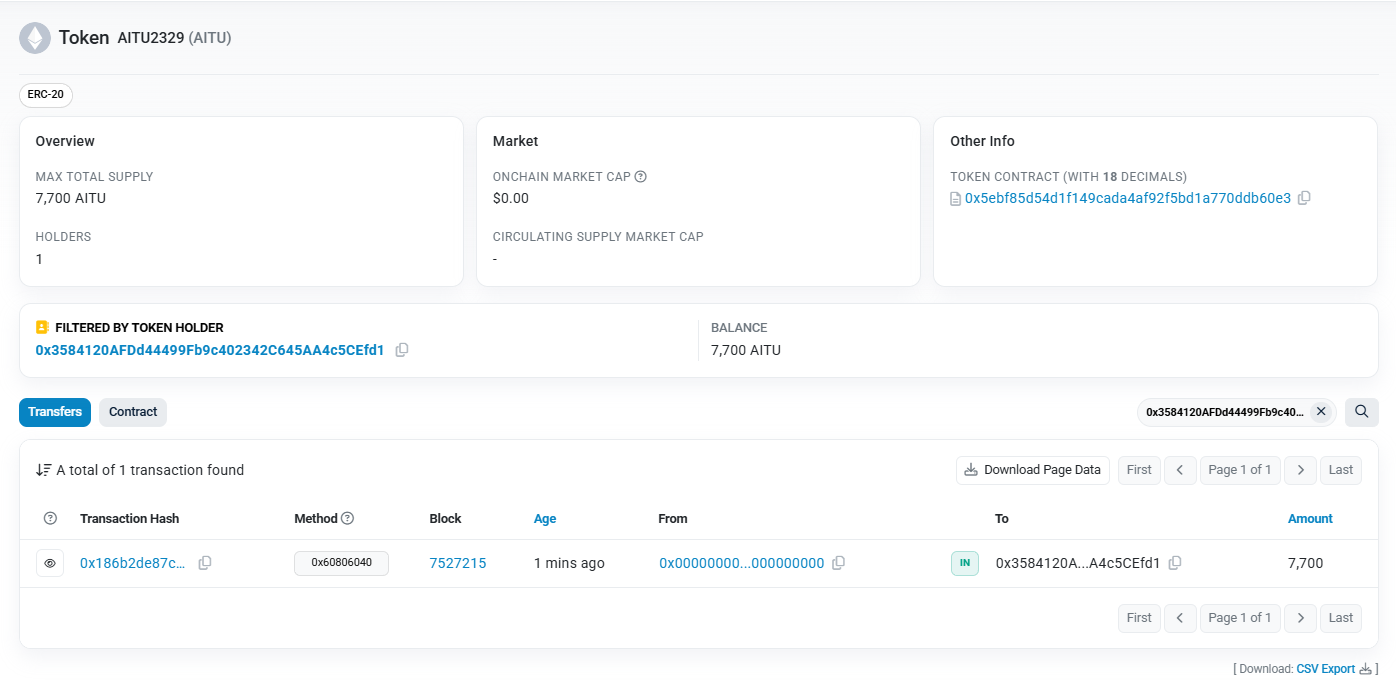 Token AITU2329 (AITU)
ERC-20
Overview
MAX TOTAL SUPPLY
7,700 AITU
HOLDERS
1
Market
ONCHAIN MARKET CAP
$0.00
CIRCULATING SUPPLY MARKET CAP
-
Other Info
TOKEN CONTRACT (WITH 18 DECIMALS)
0x5ebf85d54d1f149cada4af92f5bd1a770ddb60e3
FILTERED BY TOKEN HOLDER
0x3584120AFDd44499Fb9c402342C645AA4c5CEfd1
BALANCE
7,700 AITU
Transfers Contract 0x3584120AFDd44499Fb9c40...
A total of 1 transaction found Download Page Data First Page 1 of 1 Last
Transaction Hash Method Block Age From To Amount
0x186b2de87c... 0x60806040 7527215 1 mins ago 0x00000000...000000000 IN 0x3584120A...A4c5CEfd1 7,700
First Page 1 of 1 Last
[ Download: CSV Export ]